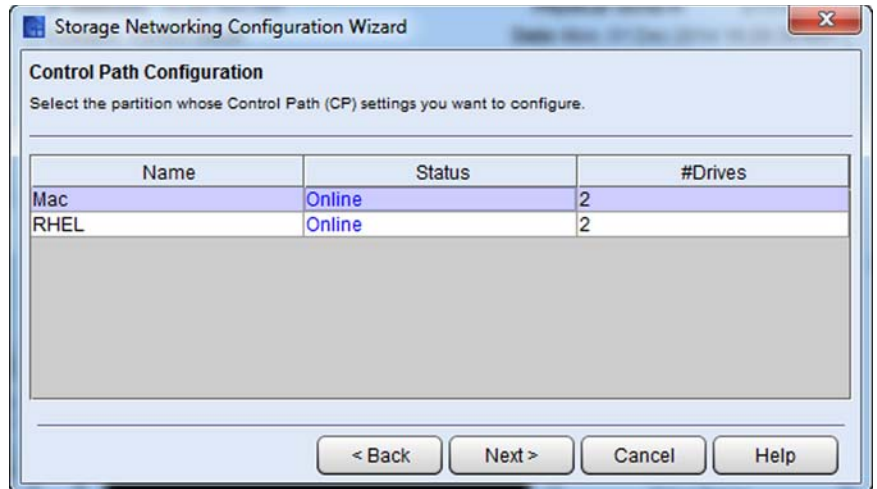 Storage Networking Configuration Wizard
Control Path Configuration
Select the partition whose Control Path (CP) settings you want to configure.
Name Status #Drives
Mac Online 2
RHEL Online 2
< Back Next > Cancel Help